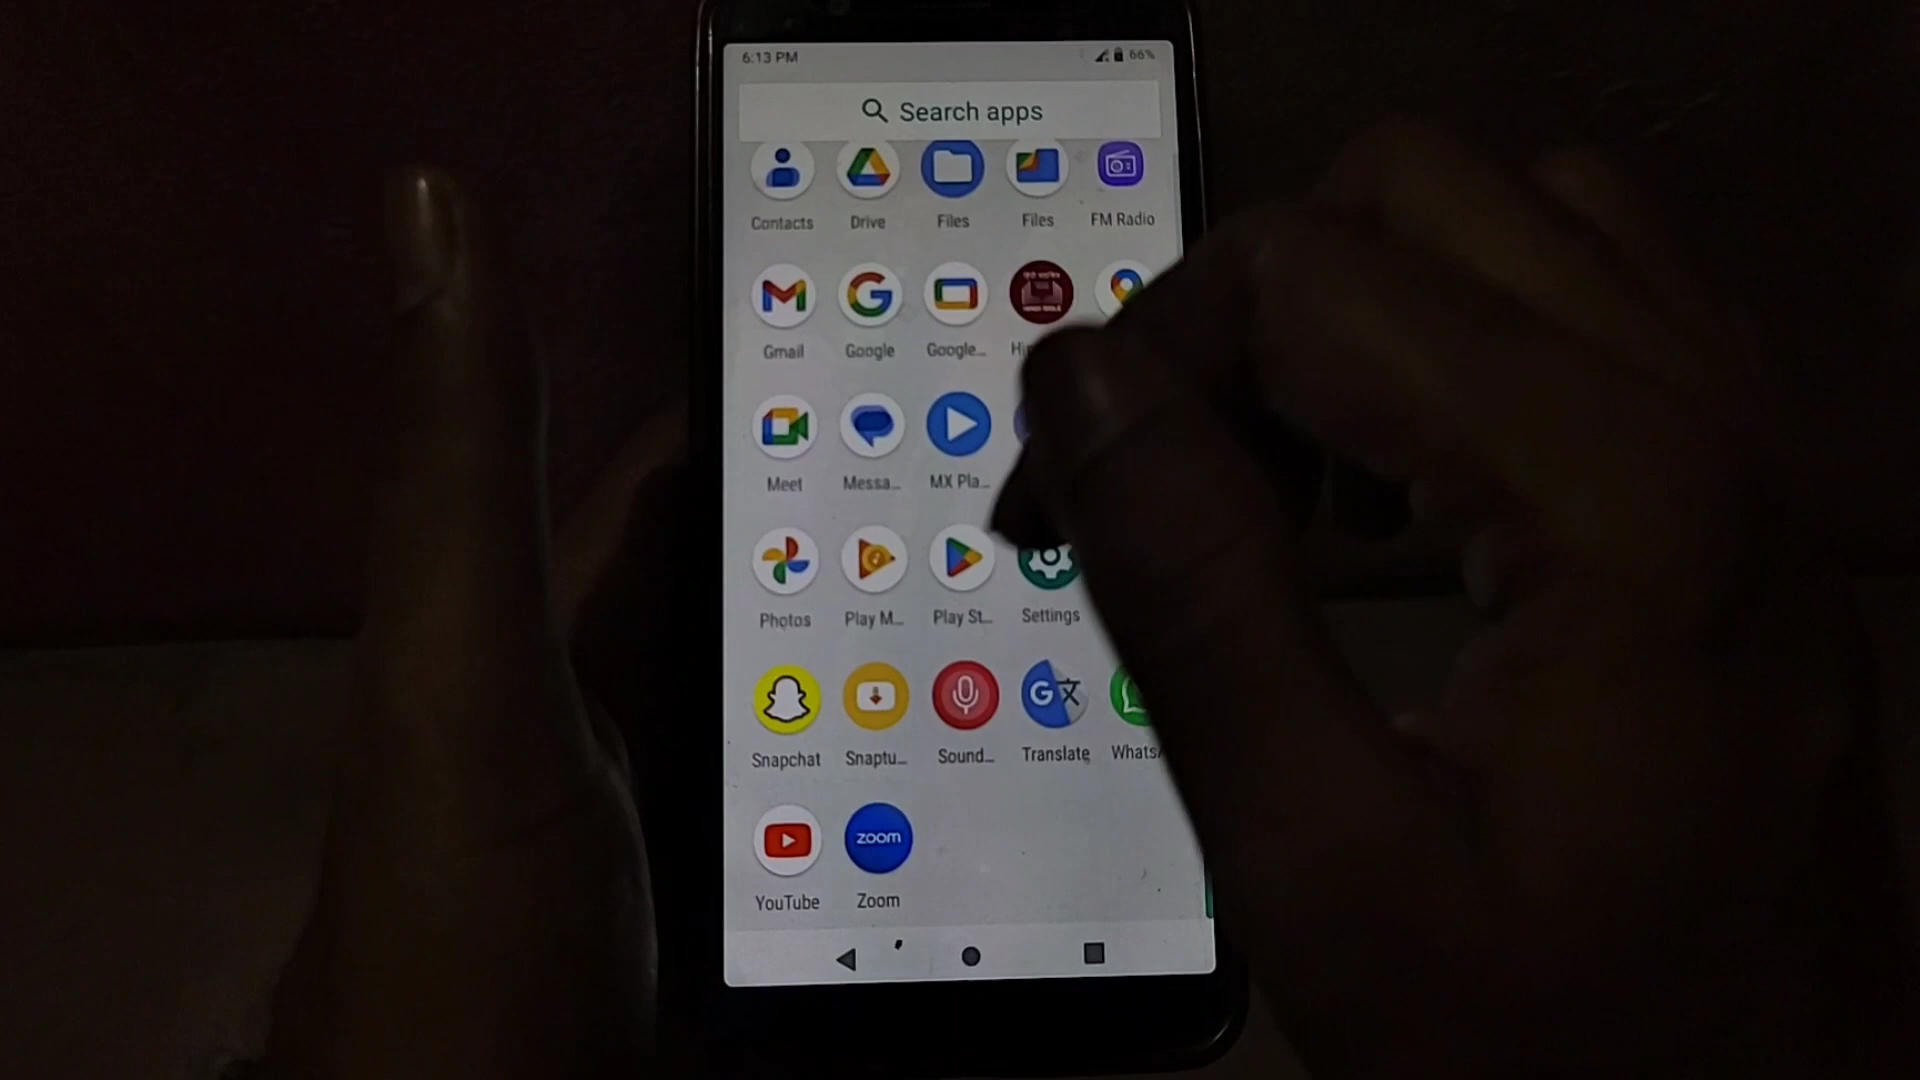 6:13 PM 66%
Search apps
Contacts Drive Files Files FM Radio
Gmail Google Google...
Meet Messa... MX Pla...
Photos Play M... Play St... Settings
Snapchat Snaptu... Sound... Translate
zoom
YouTube Zoom